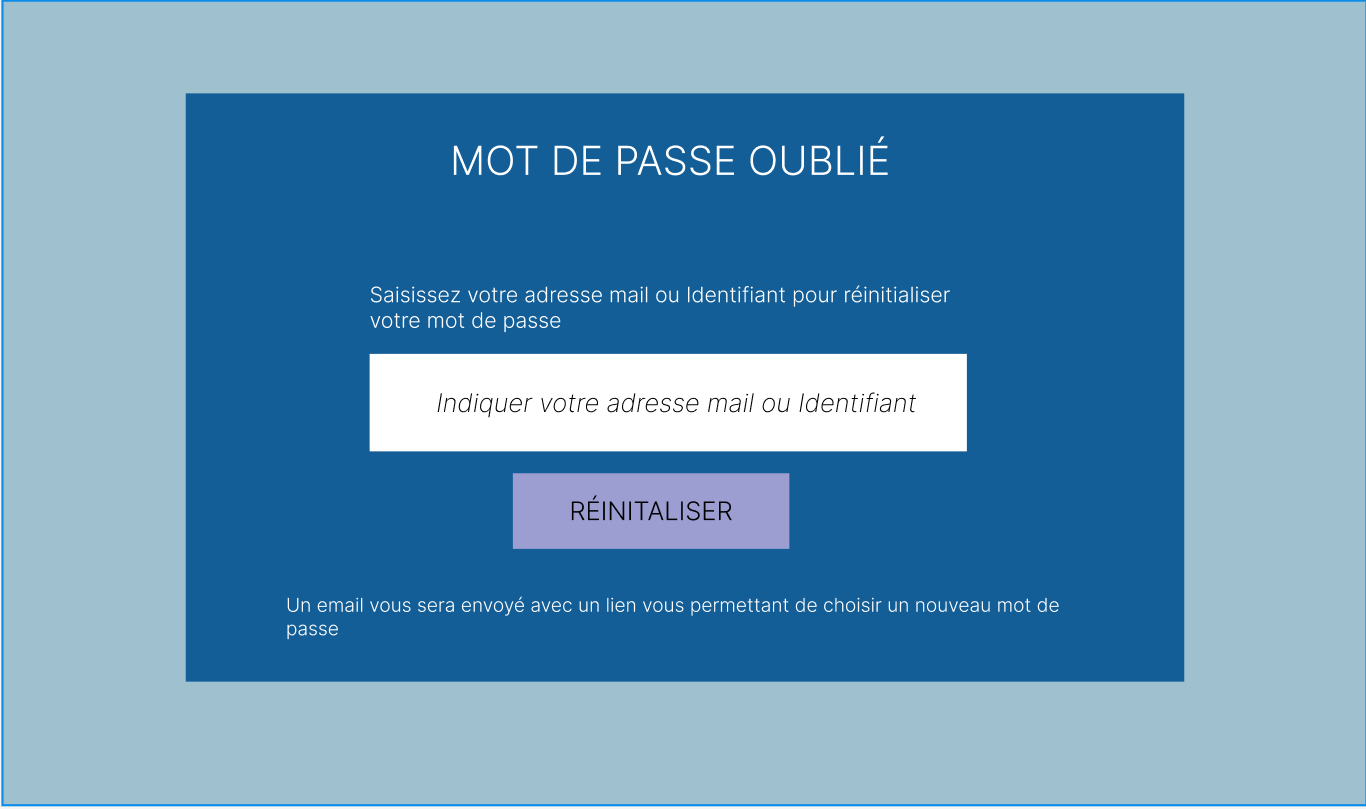 MOT DE PASSE OUBLIÉ
Saisissez votre adresse mail ou Identifiant pour réinitialiser
votre mot de passe
Indiquer votre adresse mail ou Identifiant
RÉINITALISER
Un email vous sera envoyé avec un lien vous permettant de choisir un nouveau mot de
passe